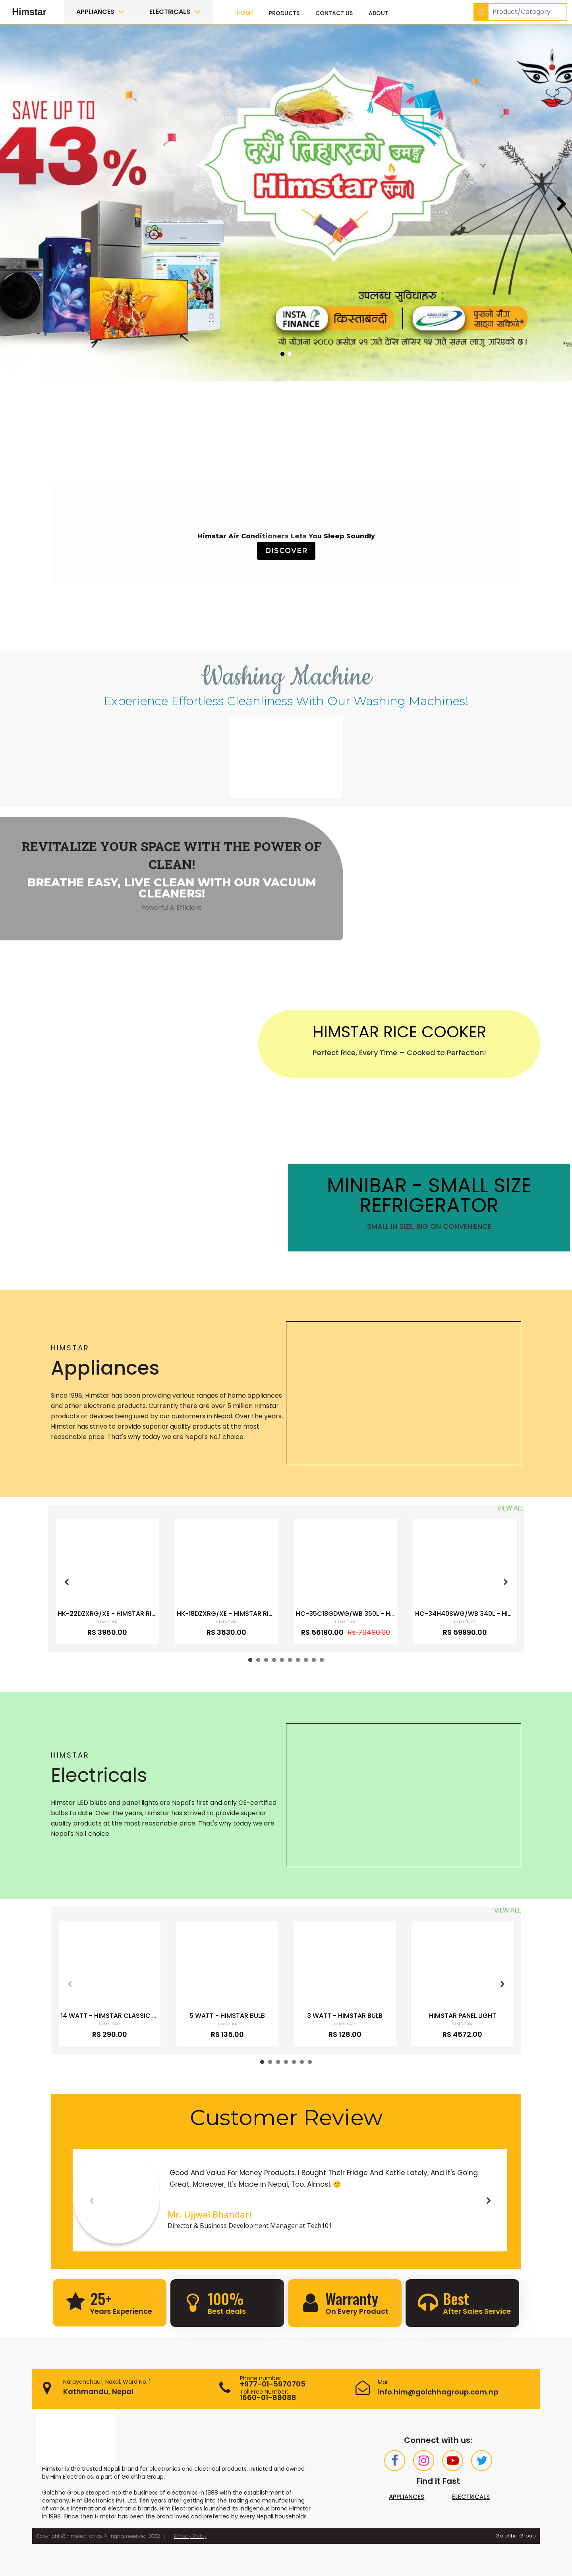 Himstar
APPLIANCES
ELECTRICALS
HOME
PRODUCTS
CONTACT US
ABOUT
Product/Category
SAVE UP TO
43%
दशैं तिहारको उमङ्ग
Himstar सँग!
उपलब्ध सुविधाहरु :
INSTA FINANCE
किस्ताबन्दी
पुरानो सँग
साट्न सकिने*
यो योजना २०८० असोज २१ गते देखि मंसिर १५ गते सम्म लागु गरिएको छ।
Himstar Air Conditioners Lets You Sleep Soundly
DISCOVER
Washing Machine
Experience Effortless Cleanliness With Our Washing Machines!
REVITALIZE YOUR SPACE WITH THE POWER OF
CLEAN!
BREATHE EASY, LIVE CLEAN WITH OUR VACUUM
CLEANERS!
Powerful & Efficient
HIMSTAR RICE COOKER
Perfect Rice, Every Time – Cooked to Perfection!
MINIBAR - SMALL SIZE
REFRIGERATOR
SMALL IN SIZE, BIG ON CONVENIENCE
HIMSTAR
Appliances
Since 1998, Himstar has been providing various ranges of home appliances
and other electronic products. Currently there are over 5 million Himstar
products or devices being used by our customers in Nepal. Over the years,
Himstar has strive to provide superior quality products at the most
reasonable price. That's why today we are Nepal's No.1 choice.
VIEW ALL
HK-22DZXRG/XE - HIMSTAR RI...
HIMSTAR
RS 3960.00
HK-18DZXRG/XE - HIMSTAR RI...
HIMSTAR
RS 3630.00
HC-35C18GDWG/WB 350L - H...
HIMSTAR
RS 56190.00 Rs 70490.00
HC-34H40SWG/WB 340L - HI...
HIMSTAR
RS 59990.00
HIMSTAR
Electricals
Himstar LED blubs and panel lights are Nepal's first and only CE-certified
bulbs to date. Over the years, Himstar has strived to provide superior
quality products at the most reasonable price. That's why today we are
Nepal's No.1 choice.
VIEW ALL
14 WATT - HIMSTAR CLASSIC ...
HIMSTAR
RS 290.00
5 WATT - HIMSTAR BULB
HIMSTAR
RS 135.00
3 WATT - HIMSTAR BULB
HIMSTAR
RS 128.00
HIMSTAR PANEL LIGHT
HIMSTAR
RS 4572.00
Customer Review
Good And Value For Money Products. I Bought Their Fridge And Kettle Lately, And It's Going
Great. Moreover, It's Made In Nepal, Too. Almost 🙂
Mr. Ujjwal Bhandari
Director & Business Development Manager at Tech101
25+
Years Experience
100%
Best deals
Warranty
On Every Product
Best
After Sales Service
Narayanchaur, Naxal, Ward No. 1
Kathmandu, Nepal
Phone number
+977-01-5970705
Toll Free Number:
1660-01-88088
Mail
info.him@golchhagroup.com.np
Himstar is the trusted Nepali brand for electronics and electrical products, initiated and owned
by Him Electronics, a part of Golchha Group.
Golchha Group stepped into the business of electronics in 1988 with the establishment of
company, Him Electronics Pvt. Ltd. Ten years after getting into the trading and manufacturing
of various international electronic brands, Him Electronics launched its indigenous brand Himstar
in 1998. Since then Himstar has been the brand loved and preferred by every Nepali households.
Connect with us:
Find it Fast
APPLIANCES
ELECTRICALS
Copyright @himelectronics. All rights reserved. 2022 | Privacy Policy
Golchha Group